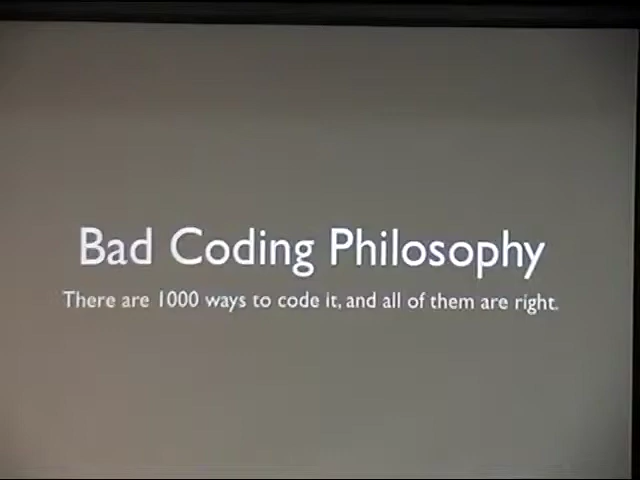 Bad Coding Philosophy
There are 1000 ways to code it, and all of them are right.